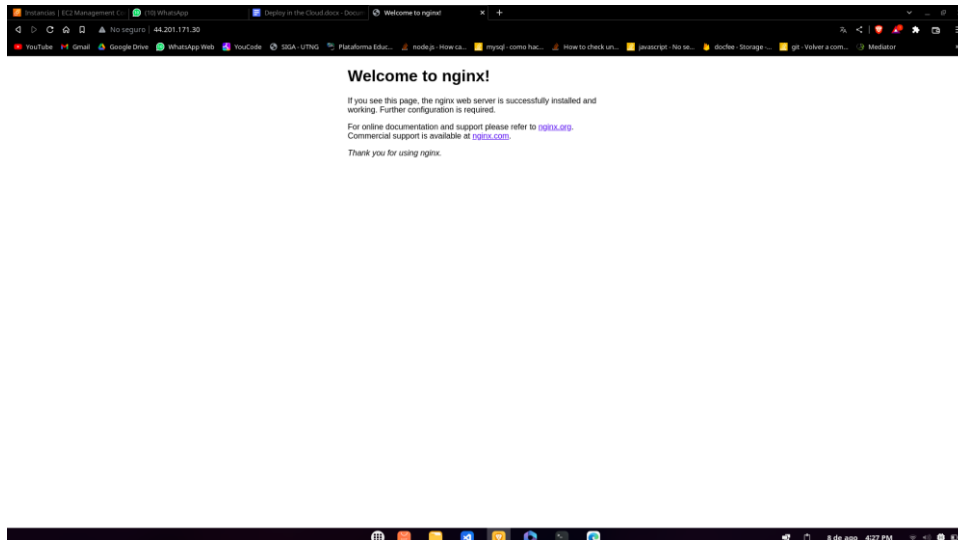 Instancias | EC2 Management Co
(10) WhatsApp
Deploy in the Cloud.docx - Docum
Welcome to nginx!
No seguro
44.201.171.30
YouTube
Gmail
Google Drive
WhatsApp Web
YouCode
SIGA - UTNG
Plataforma Educ...
node.js - How ca...
mysql - como hac...
How to check un...
javascript - No se...
docfee - Storage -...
git - Volver a com...
Mediator
Welcome to nginx!
If you see this page, the nginx web server is successfully installed and
working. Further configuration is required.
For online documentation and support please refer to nginx.org.
Commercial support is available at nginx.com.
Thank you for using nginx.
8 de ago 4:27 PM